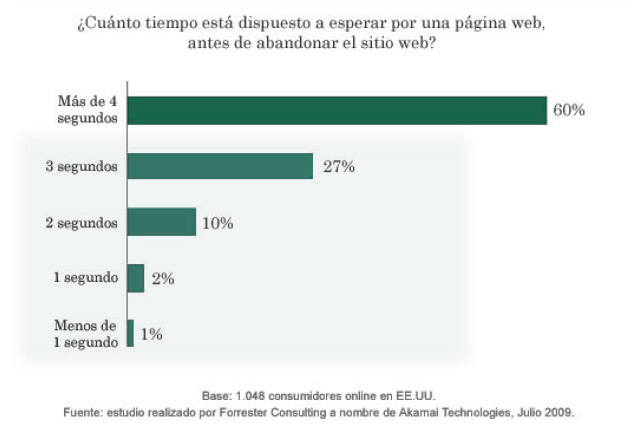 ¿Cuánto tiempo está dispuesto a esperar por una página web,
antes de abandonar el sitio web?
Más de 4
segundos
60%
3 segundos
27%
2 segundos
10%
1 segundo
2%
Menos de
1 segundo
1%
Base: 1.048 consumidores online en EE.UU.
Fuente: estudio realizado por Forrester Consulting a nombre de Akamai Technologies, Julio 2009.